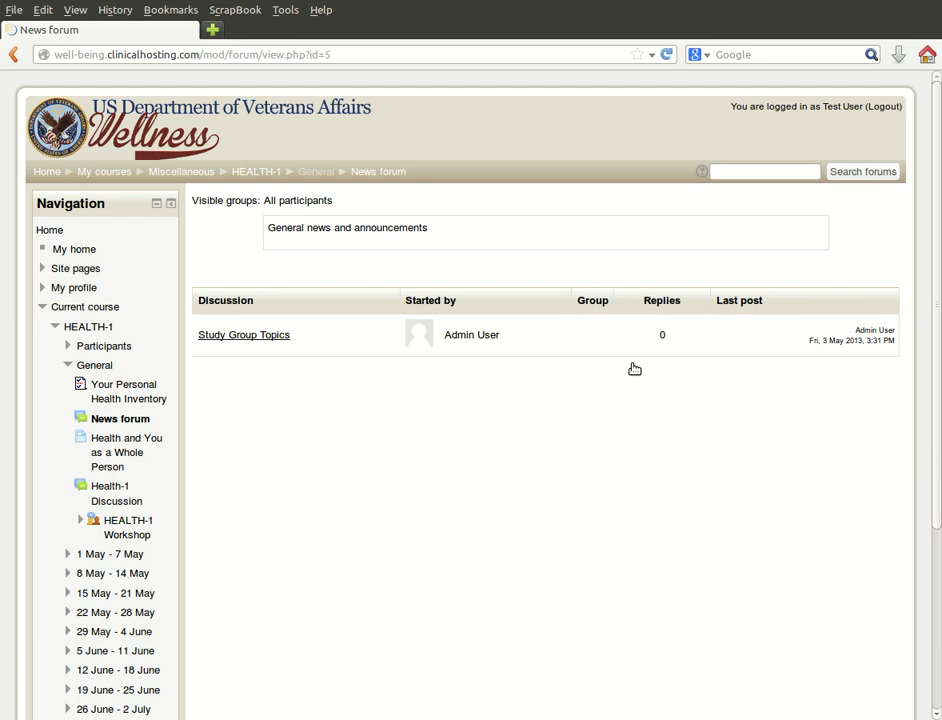 File Edit View History Bookmarks ScrapBook Tools Help
News forum
well-being.clinicalhosting.com/mod/forum/view.php?id=5
Google
US Department of Veterans Affairs
Wellness
You are logged in as Test User (Logout)
Home My courses Miscellaneous HEALTH-1 General News forum
Search forums
Navigation
Home
My home
Site pages
My profile
Current course
HEALTH-1
Participants
General
Your Personal
Health Inventory
News forum
Health and You
as a Whole
Person
Health-1
Discussion
HEALTH-1
Workshop
1 May - 7 May
8 May - 14 May
15 May - 21 May
22 May - 28 May
29 May - 4 June
5 June - 11 June
12 June - 18 June
19 June - 25 June
26 June - 2 July
Visible groups: All participants
General news and announcements
Discussion Started by Group Replies Last post
Study Group Topics Admin User 0 Admin User
Fri, 3 May 2013, 3:31 PM